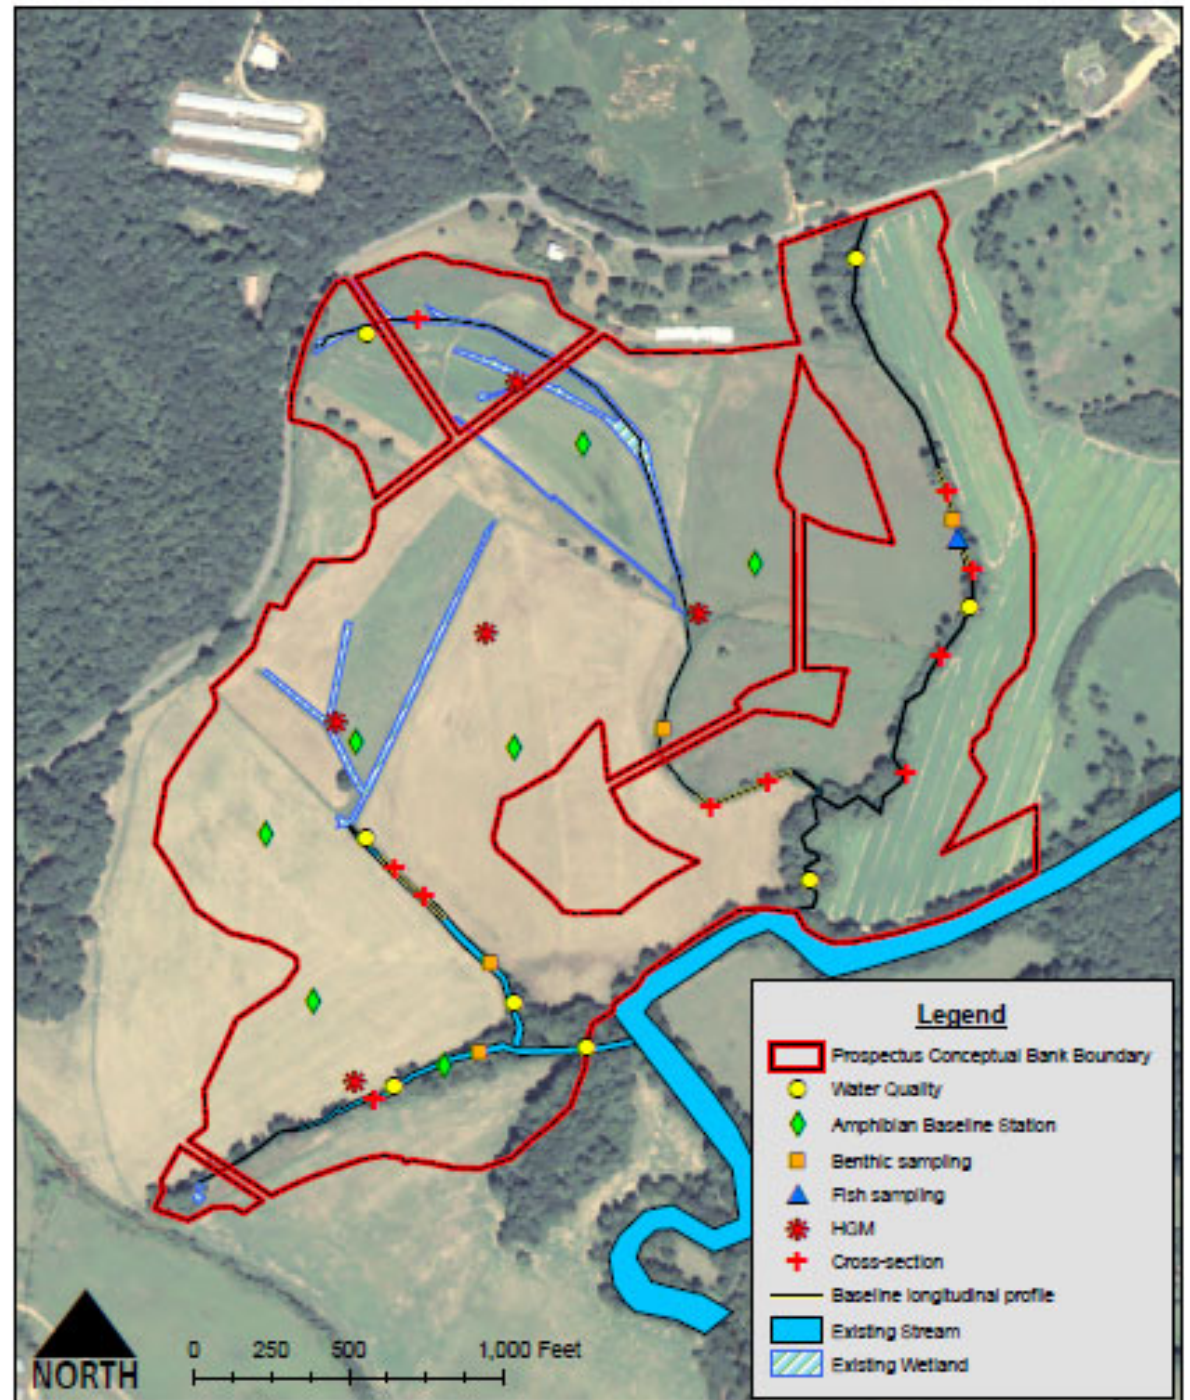 Legend
Prospectus Conceptual Bank Boundary
Water Quality
Amphibian Baseline Station
Benthic sampling
Fish sampling
HGM
Cross-section
Baseline longitudinal profile
Existing Stream
Existing Wetland
NORTH
0 250 500 1,000 Feet